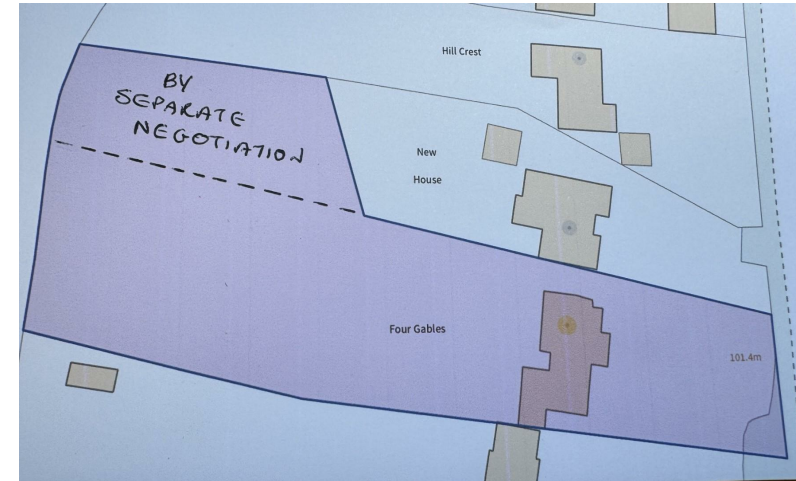 Hill Crest
BY
SEPARATE
NEGOTIATION
New
House
Four Gables
101.4m